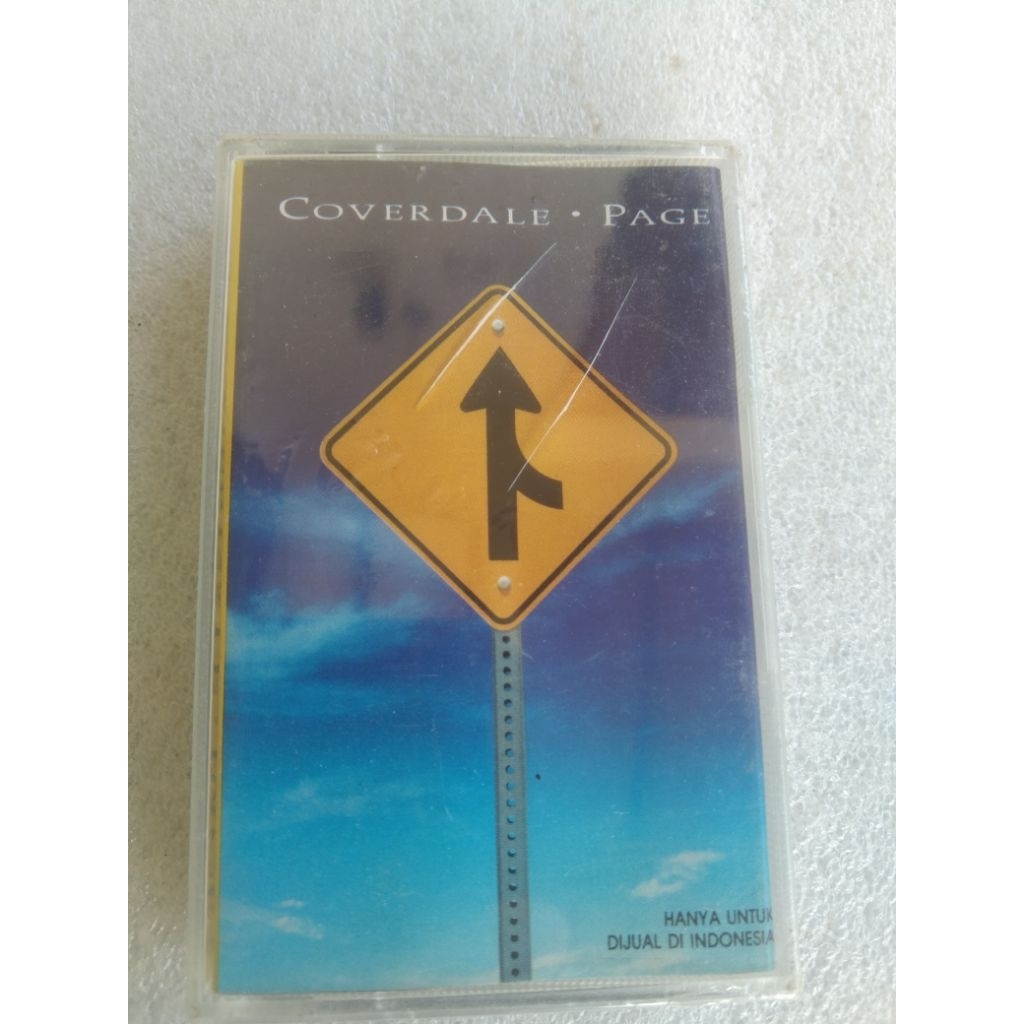 COVERDALE • PAGE
HANYA UNTUK
DIJUAL DI INDONESIA